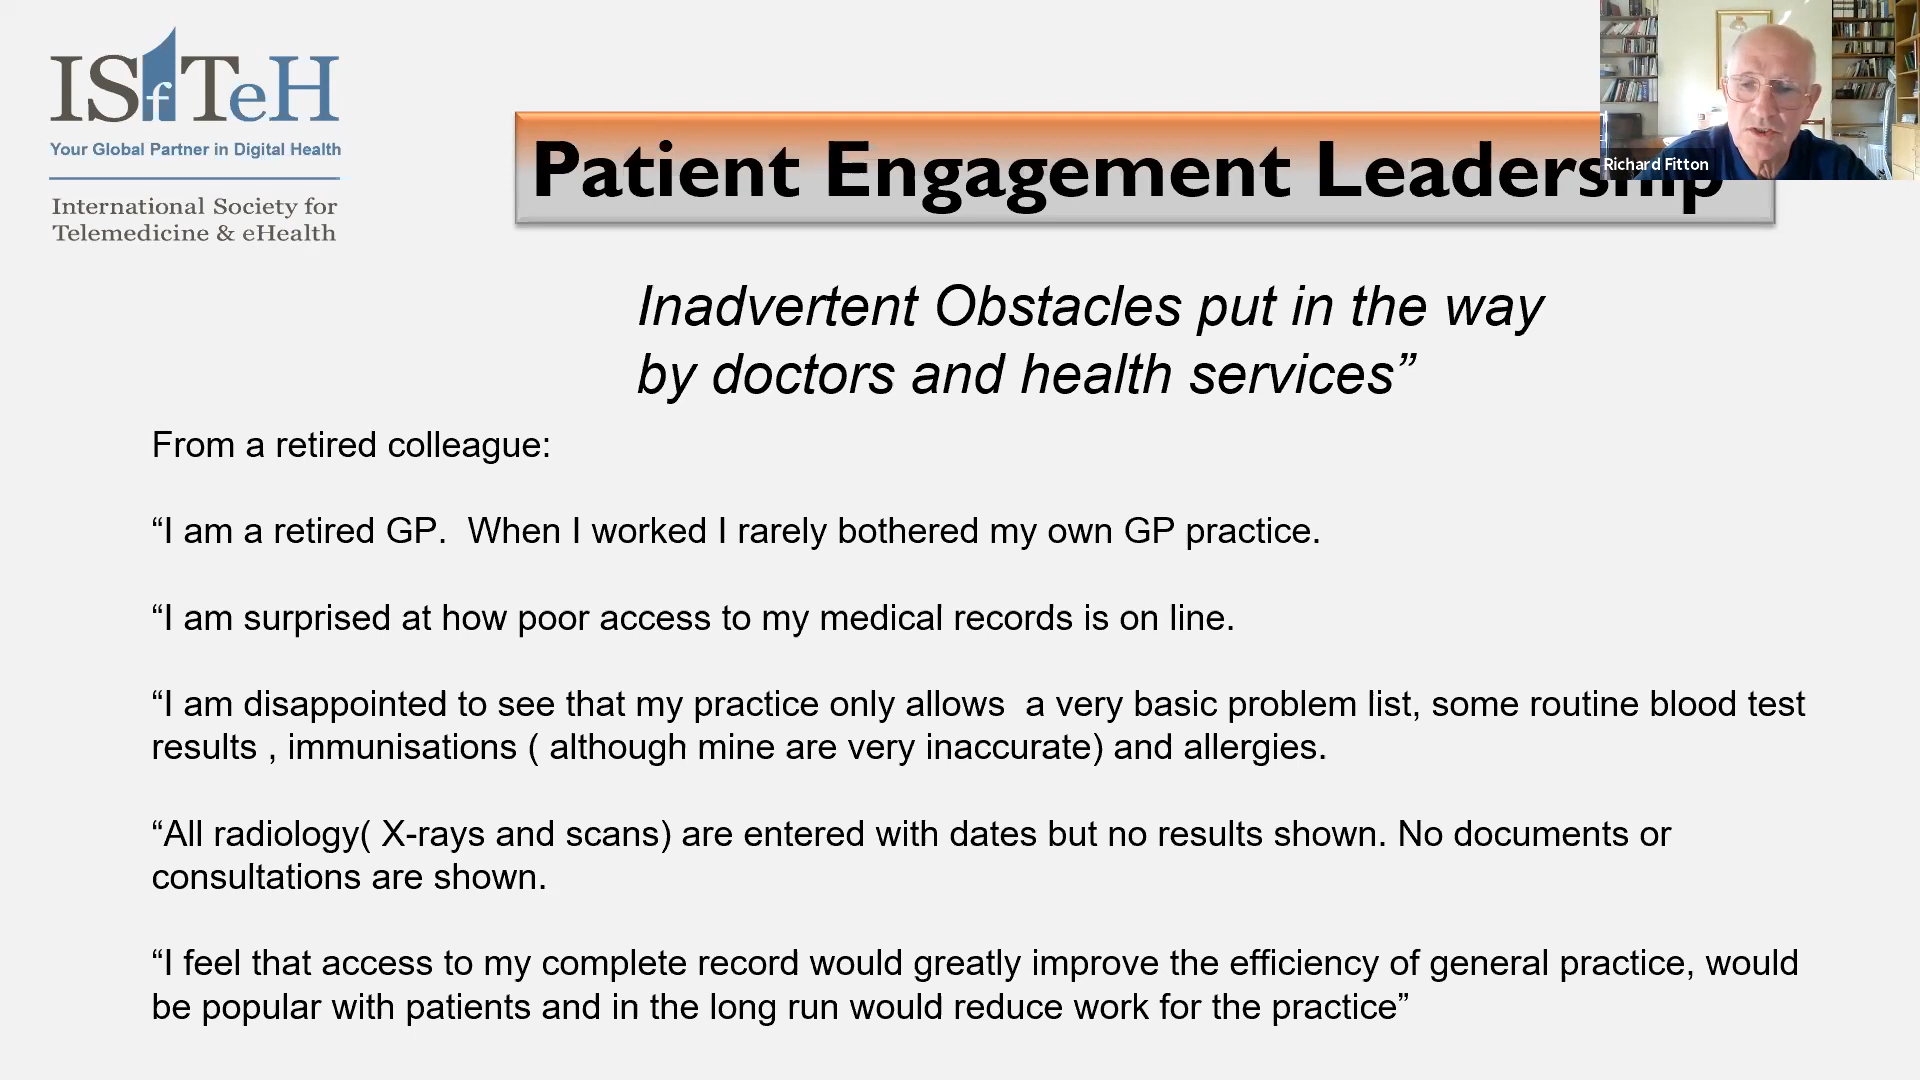 ISfTeH
Your Global Partner in Digital Health
International Society for
Telemedicine & eHealth
Patient Engagement Leadership
Richard Fitton
Inadvertent Obstacles put in the way
by doctors and health services”
From a retired colleague:
“I am a retired GP.  When I worked I rarely bothered my own GP practice.
“I am surprised at how poor access to my medical records is on line.
“I am disappointed to see that my practice only allows  a very basic problem list, some routine blood test
results , immunisations ( although mine are very inaccurate) and allergies.
“All radiology( X-rays and scans) are entered with dates but no results shown. No documents or
consultations are shown.
“I feel that access to my complete record would greatly improve the efficiency of general practice, would
be popular with patients and in the long run would reduce work for the practice”